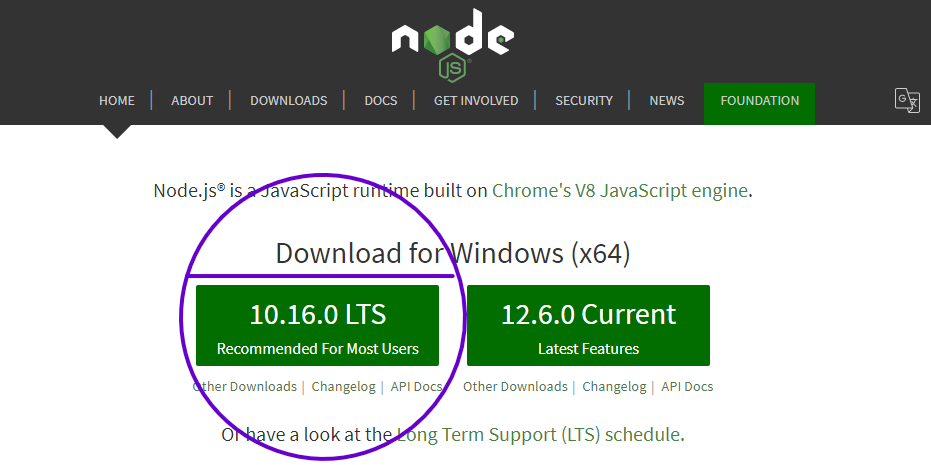 node
JS
HOME | ABOUT | DOWNLOADS | DOCS | GET INVOLVED | SECURITY | NEWS FOUNDATION
Node.js® is a JavaScript runtime built on Chrome's V8 JavaScript engine.
Download for Windows (x64)
10.16.0 LTS
Recommended For Most Users
12.6.0 Current
Latest Features
Other Downloads | Changelog | API Docs
Other Downloads | Changelog | API Docs
Or have a look at the Long Term Support (LTS) schedule.